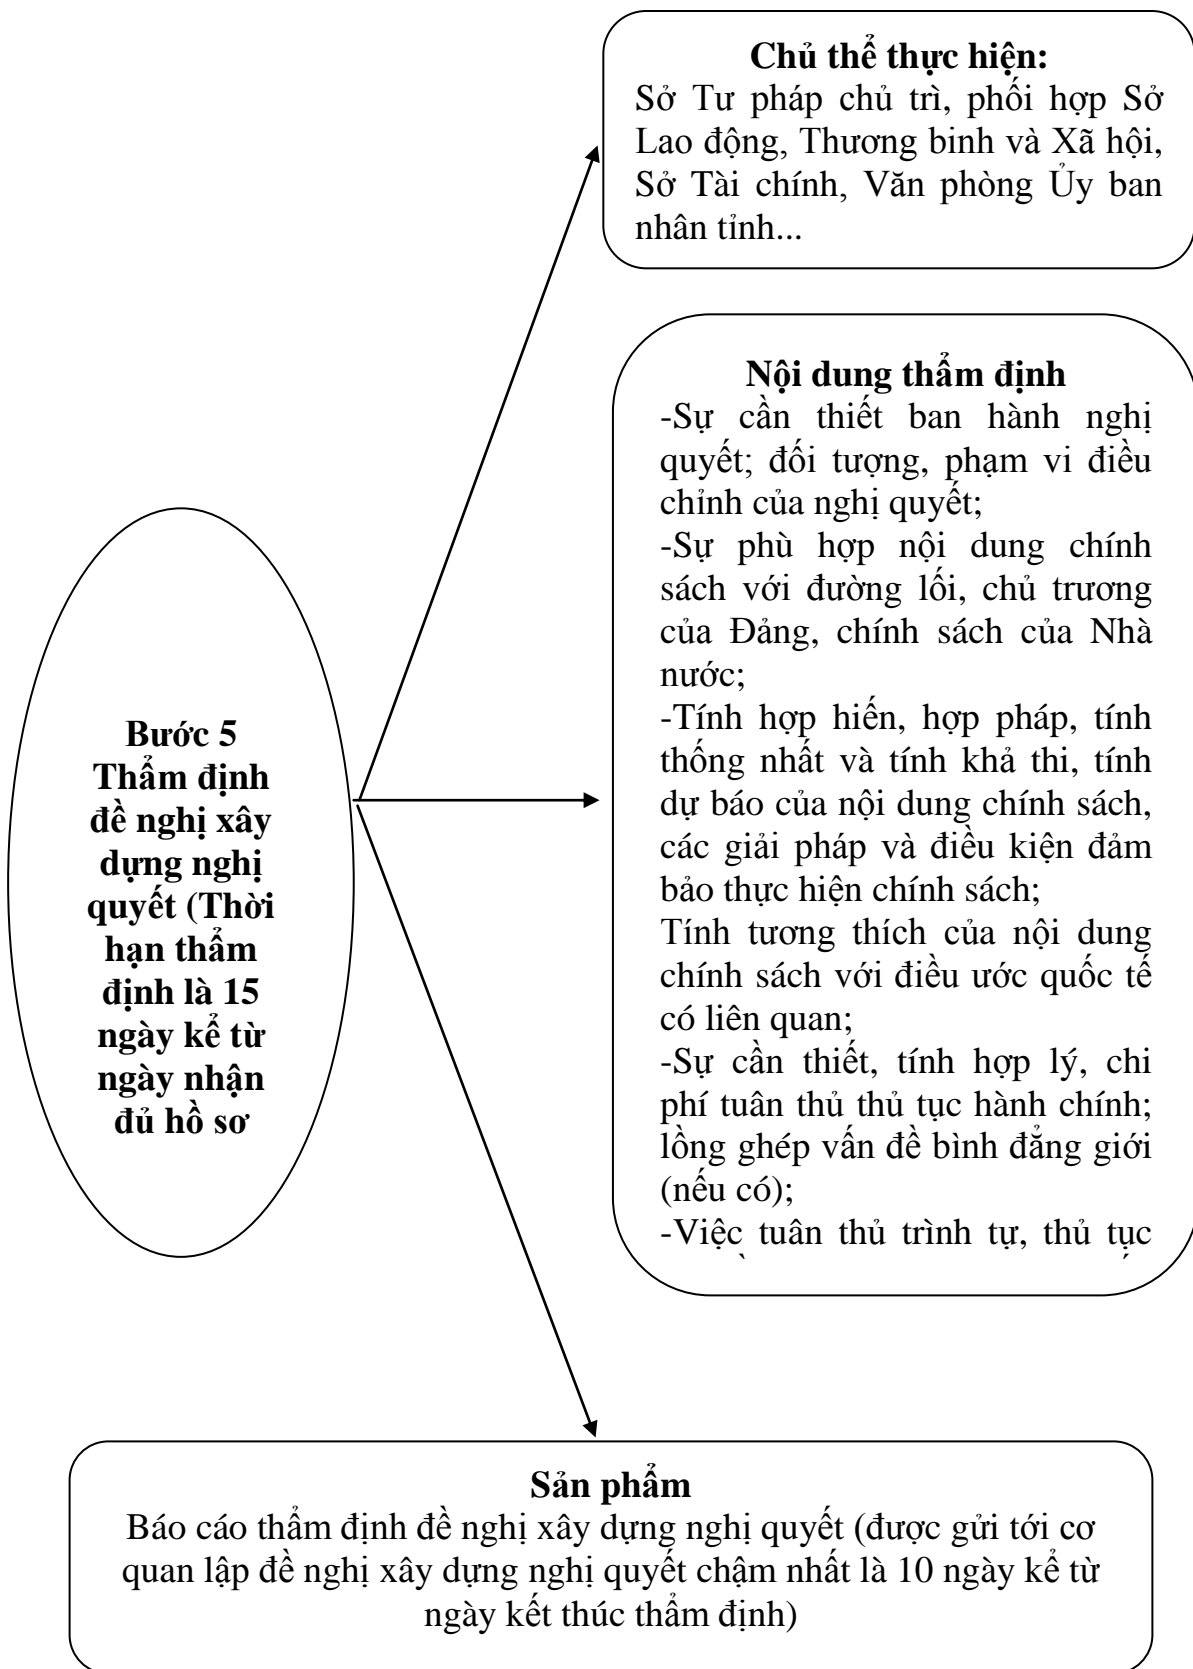 Chủ thể thực hiện:
Sở Tư pháp chủ trì, phối hợp Sở
Lao động, Thương binh và Xã hội,
Sở Tài chính, Văn phòng Ủy ban
nhân tỉnh...
Nội dung thẩm định
-Sự cần thiết ban hành nghị
quyết; đối tượng, phạm vi điều
chỉnh của nghị quyết;
-Sự phù hợp nội dung chính
sách với đường lối, chủ trương
của Đảng, chính sách của Nhà
nước;
-Tính hợp hiến, hợp pháp, tính
thống nhất và tính khả thi, tính
dự báo của nội dung chính sách,
các giải pháp và điều kiện đảm
bảo thực hiện chính sách;
Tính tương thích của nội dung
chính sách với điều ước quốc tế
có liên quan;
-Sự cần thiết, tính hợp lý, chi
phí tuân thủ thủ tục hành chính;
lồng ghép vấn đề bình đẳng giới
(nếu có);
-Việc tuân thủ trình tự, thủ tục
Bước 5
Thẩm định
đề nghị xây
dựng nghị
quyết (Thời
hạn thẩm
định là 15
ngày kể từ
ngày nhận
đủ hồ sơ
Sản phẩm
Báo cáo thẩm định đề nghị xây dựng nghị quyết (được gửi tới cơ
quan lập đề nghị xây dựng nghị quyết chậm nhất là 10 ngày kể từ
ngày kết thúc thẩm định)